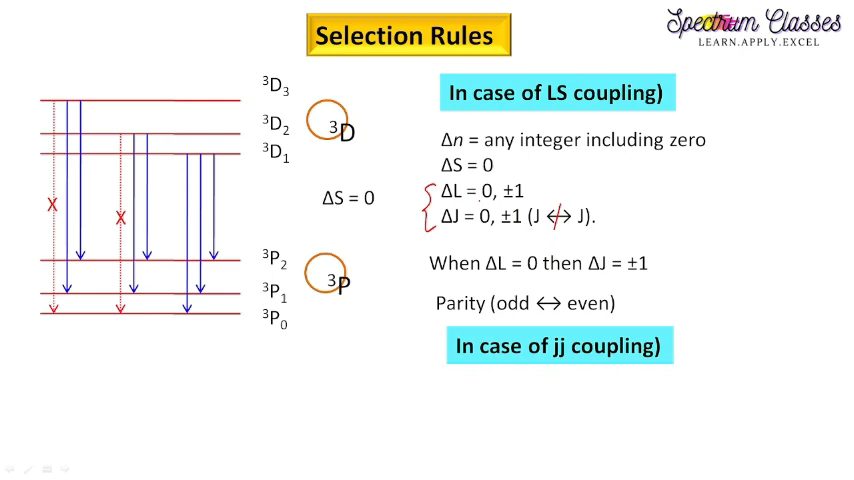 Spectrum Classes
LEARN.APPLY.EXCEL
Selection Rules
³D₃
³D₂
³D₁
³D
X
X
ΔS = 0
³P₂
³P₁
³P₀
³P
In case of LS coupling)
Δn = any integer including zero
ΔS = 0
ΔL = 0, ±1
ΔJ = 0, ±1 (J ↮ J).
When ΔL = 0 then ΔJ = ±1
Parity (odd ↔ even)
In case of jj coupling)